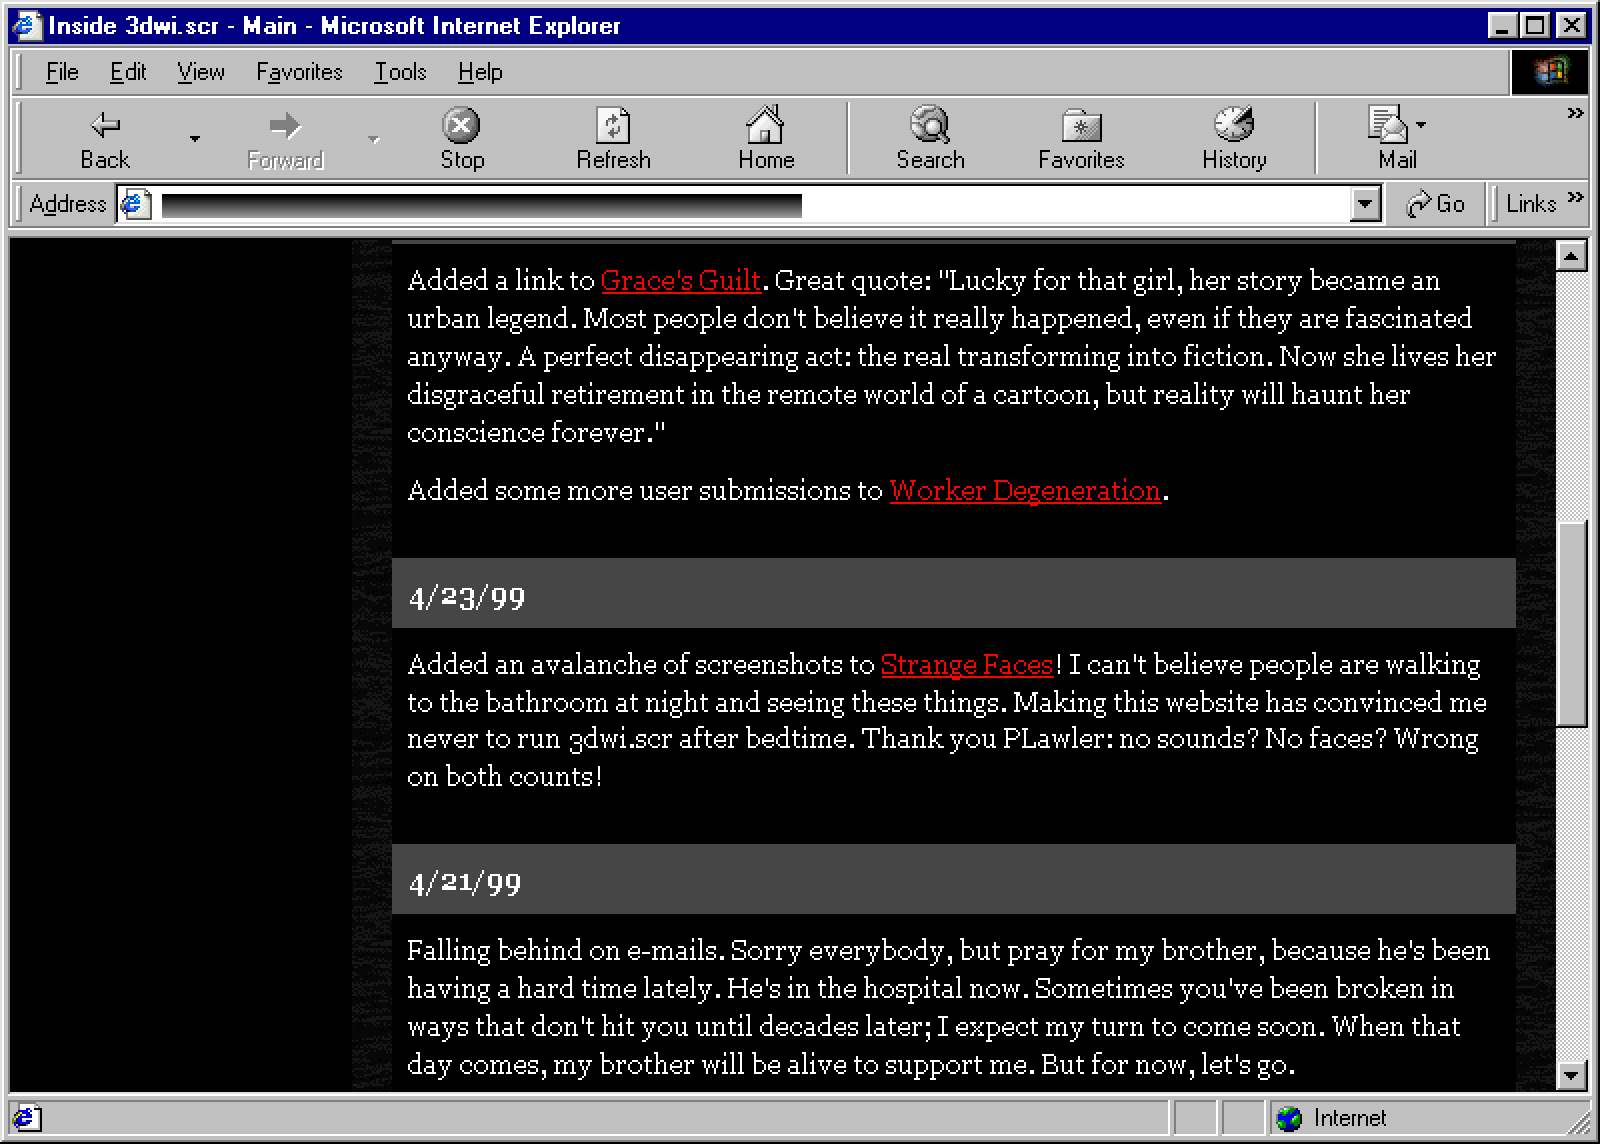 Inside 3dwi.scr - Main - Microsoft Internet Explorer
File Edit View Favorites Tools Help
Back Forward Stop Refresh Home Search Favorites History Mail »
Address Go Links »
Added a link to Grace's Guilt. Great quote: "Lucky for that girl, her story became an
urban legend. Most people don't believe it really happened, even if they are fascinated
anyway. A perfect disappearing act: the real transforming into fiction. Now she lives her
disgraceful retirement in the remote world of a cartoon, but reality will haunt her
conscience forever."
Added some more user submissions to Worker Degeneration.
4/23/99
Added an avalanche of screenshots to Strange Faces! I can't believe people are walking
to the bathroom at night and seeing these things. Making this website has convinced me
never to run 3dwi.scr after bedtime. Thank you PLawler: no sounds? No faces? Wrong
on both counts!
4/21/99
Falling behind on e-mails. Sorry everybody, but pray for my brother, because he's been
having a hard time lately. He's in the hospital now. Sometimes you've been broken in
ways that don't hit you until decades later; I expect my turn to come soon. When that
day comes, my brother will be alive to support me. But for now, let's go.
Internet